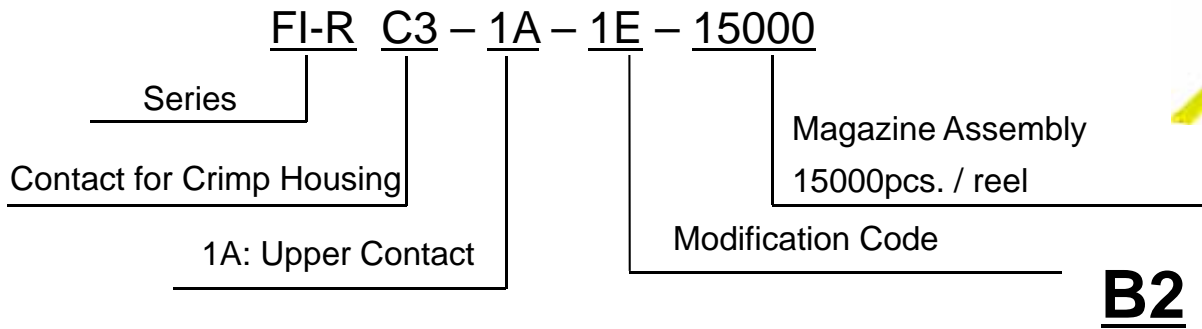 FI-R C3 – 1A – 1E – 15000
Series
Magazine Assembly
Contact for Crimp Housing
15000pcs. / reel
1A: Upper Contact
Modification Code
B2